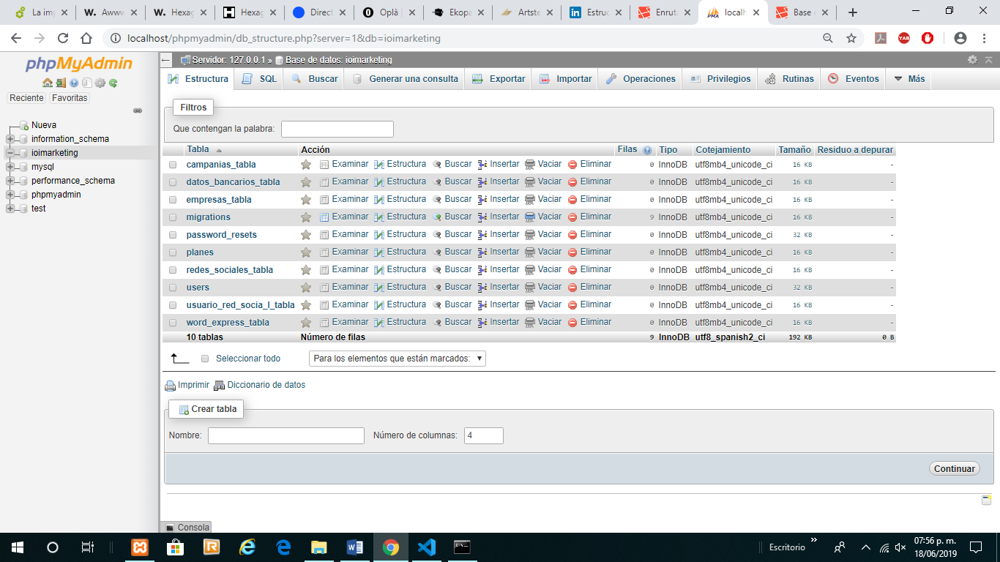 La imp
W. Awww
W. Hexag
Hexag
Direct
Oplà
Ekopa
Artste
Estruc
Enruta
localh
Base d
localhost/phpmyadmin/db_structure.php?server=1&db=ioimarketing
YAB
phpMyAdmin
Reciente Favoritas
Nueva
information_schema
ioimarketing
mysql
performance_schema
phpmyadmin
test
Servidor: 127.0.0.1 » Base de datos: ioimarketing
Estructura SQL Buscar Generar una consulta Exportar Importar Operaciones Privilegios Rutinas Eventos Más
Filtros
Que contengan la palabra:
Tabla Acción Filas Tipo Cotejamiento Tamaño Residuo a depurar
campanias_tabla Examinar Estructura Buscar Insertar Vaciar Eliminar 0 InnoDB utf8mb4_unicode_ci 16 KB -
datos_bancarios_tabla Examinar Estructura Buscar Insertar Vaciar Eliminar 0 InnoDB utf8mb4_unicode_ci 16 KB -
empresas_tabla Examinar Estructura Buscar Insertar Vaciar Eliminar 0 InnoDB utf8mb4_unicode_ci 16 KB -
migrations Examinar Estructura Buscar Insertar Vaciar Eliminar 9 InnoDB utf8mb4_unicode_ci 16 KB -
password_resets Examinar Estructura Buscar Insertar Vaciar Eliminar 0 InnoDB utf8mb4_unicode_ci 32 KB -
planes Examinar Estructura Buscar Insertar Vaciar Eliminar 0 InnoDB utf8mb4_unicode_ci 16 KB -
redes_sociales_tabla Examinar Estructura Buscar Insertar Vaciar Eliminar 0 InnoDB utf8mb4_unicode_ci 16 KB -
users Examinar Estructura Buscar Insertar Vaciar Eliminar 0 InnoDB utf8mb4_unicode_ci 32 KB -
usuario_red_socia_l_tabla Examinar Estructura Buscar Insertar Vaciar Eliminar 0 InnoDB utf8mb4_unicode_ci 16 KB -
word_express_tabla Examinar Estructura Buscar Insertar Vaciar Eliminar 0 InnoDB utf8mb4_unicode_ci 16 KB -
10 tablas Número de filas 9 InnoDB utf8_spanish2_ci 192 KB 0 B
Seleccionar todo Para los elementos que están marcados:
Imprimir Diccionario de datos
Crear tabla
Nombre: Número de columnas: 4
Continuar
Consola
Escritorio
07:56 p. m.
18/06/2019